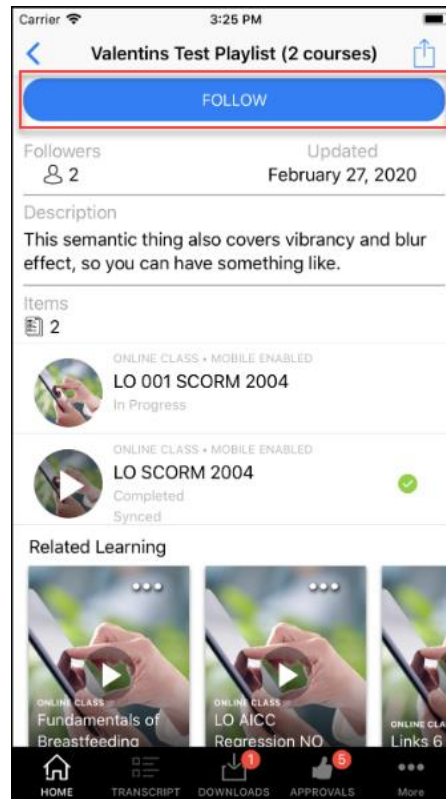 Carrier 3:25 PM
Valentins Test Playlist (2 courses)
FOLLOW
Followers Updated
2 February 27, 2020
Description
This semantic thing also covers vibrancy and blur
effect, so you can have something like.
Items
2
ONLINE CLASS • MOBILE ENABLED
LO 001 SCORM 2004
In Progress
ONLINE CLASS • MOBILE ENABLED
LO SCORM 2004
Completed
Synced
Related Learning
ONLINE CLASS
Fundamentals of
Breastfeeding
ONLINE CLASS
LO AICC
Regression NO
ONLINE CLA
Links 6
1 5
HOME TRANSCRIPT DOWNLOADS APPROVALS More